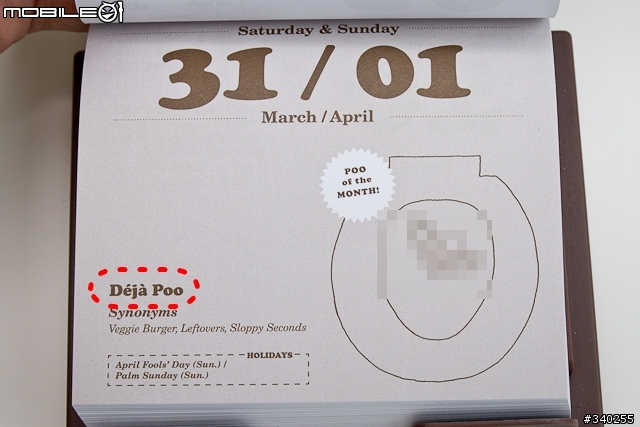 MOBILE01
Saturday & Sunday
31/01
March/April
POO
of the
MONTH!
Déjà Poo
Synonyms
Veggie Burger, Leftovers, Sloppy Seconds
HOLIDAYS
April Fools' Day (Sun.) /
Palm Sunday (Sun.)
#340255